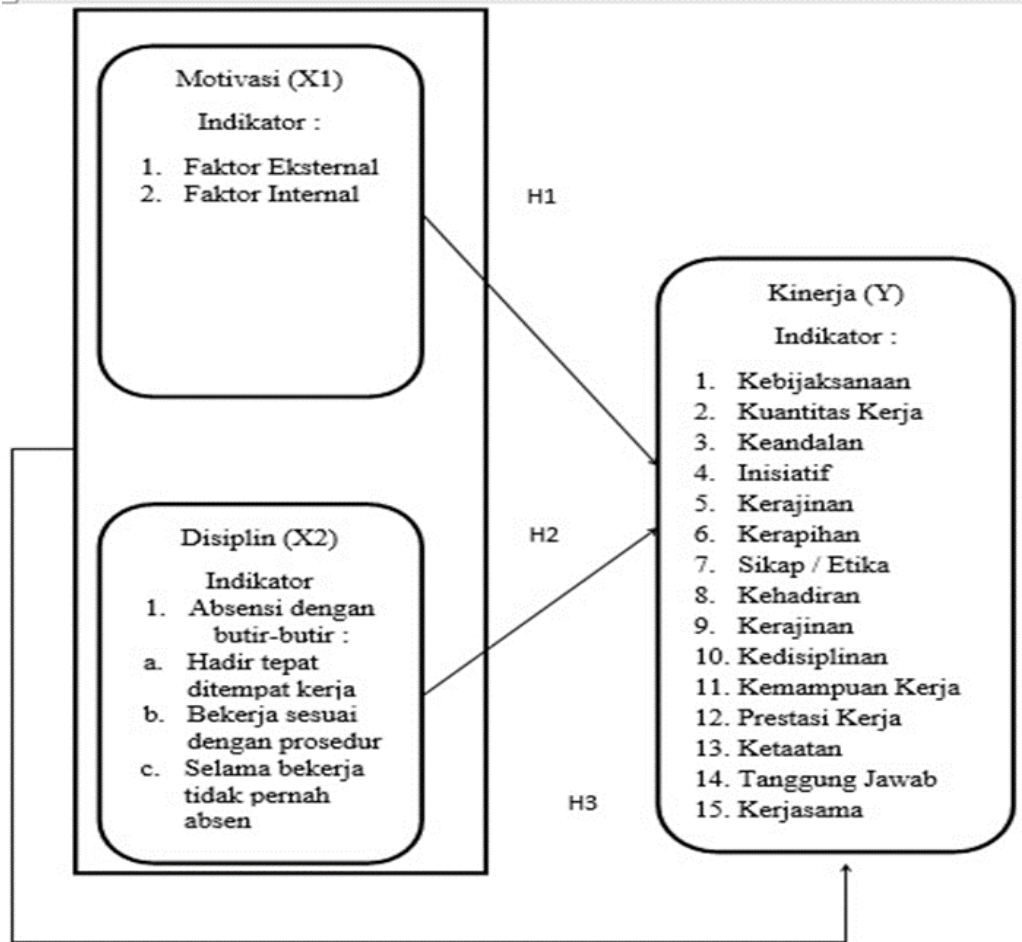 Motivasi (X1)
Indikator :
1. Faktor Eksternal
2. Faktor Internal
H1
Disiplin (X2)
Indikator
1. Absensi dengan
butir-butir :
a. Hadir tepat
ditempat kerja
b. Bekerja sesuai
dengan prosedur
c. Selama bekerja
tidak pernah
absen
H2
H3
Kinerja (Y)
Indikator :
1. Kebijaksanaan
2. Kuantitas Kerja
3. Keandalan
4. Inisiatif
5. Kerajinan
6. Kerapihan
7. Sikap / Etika
8. Kehadiran
9. Kerajinan
10. Kedisiplinan
11. Kemampuan Kerja
12. Prestasi Kerja
13. Ketaatan
14. Tanggung Jawab
15. Kerjasama